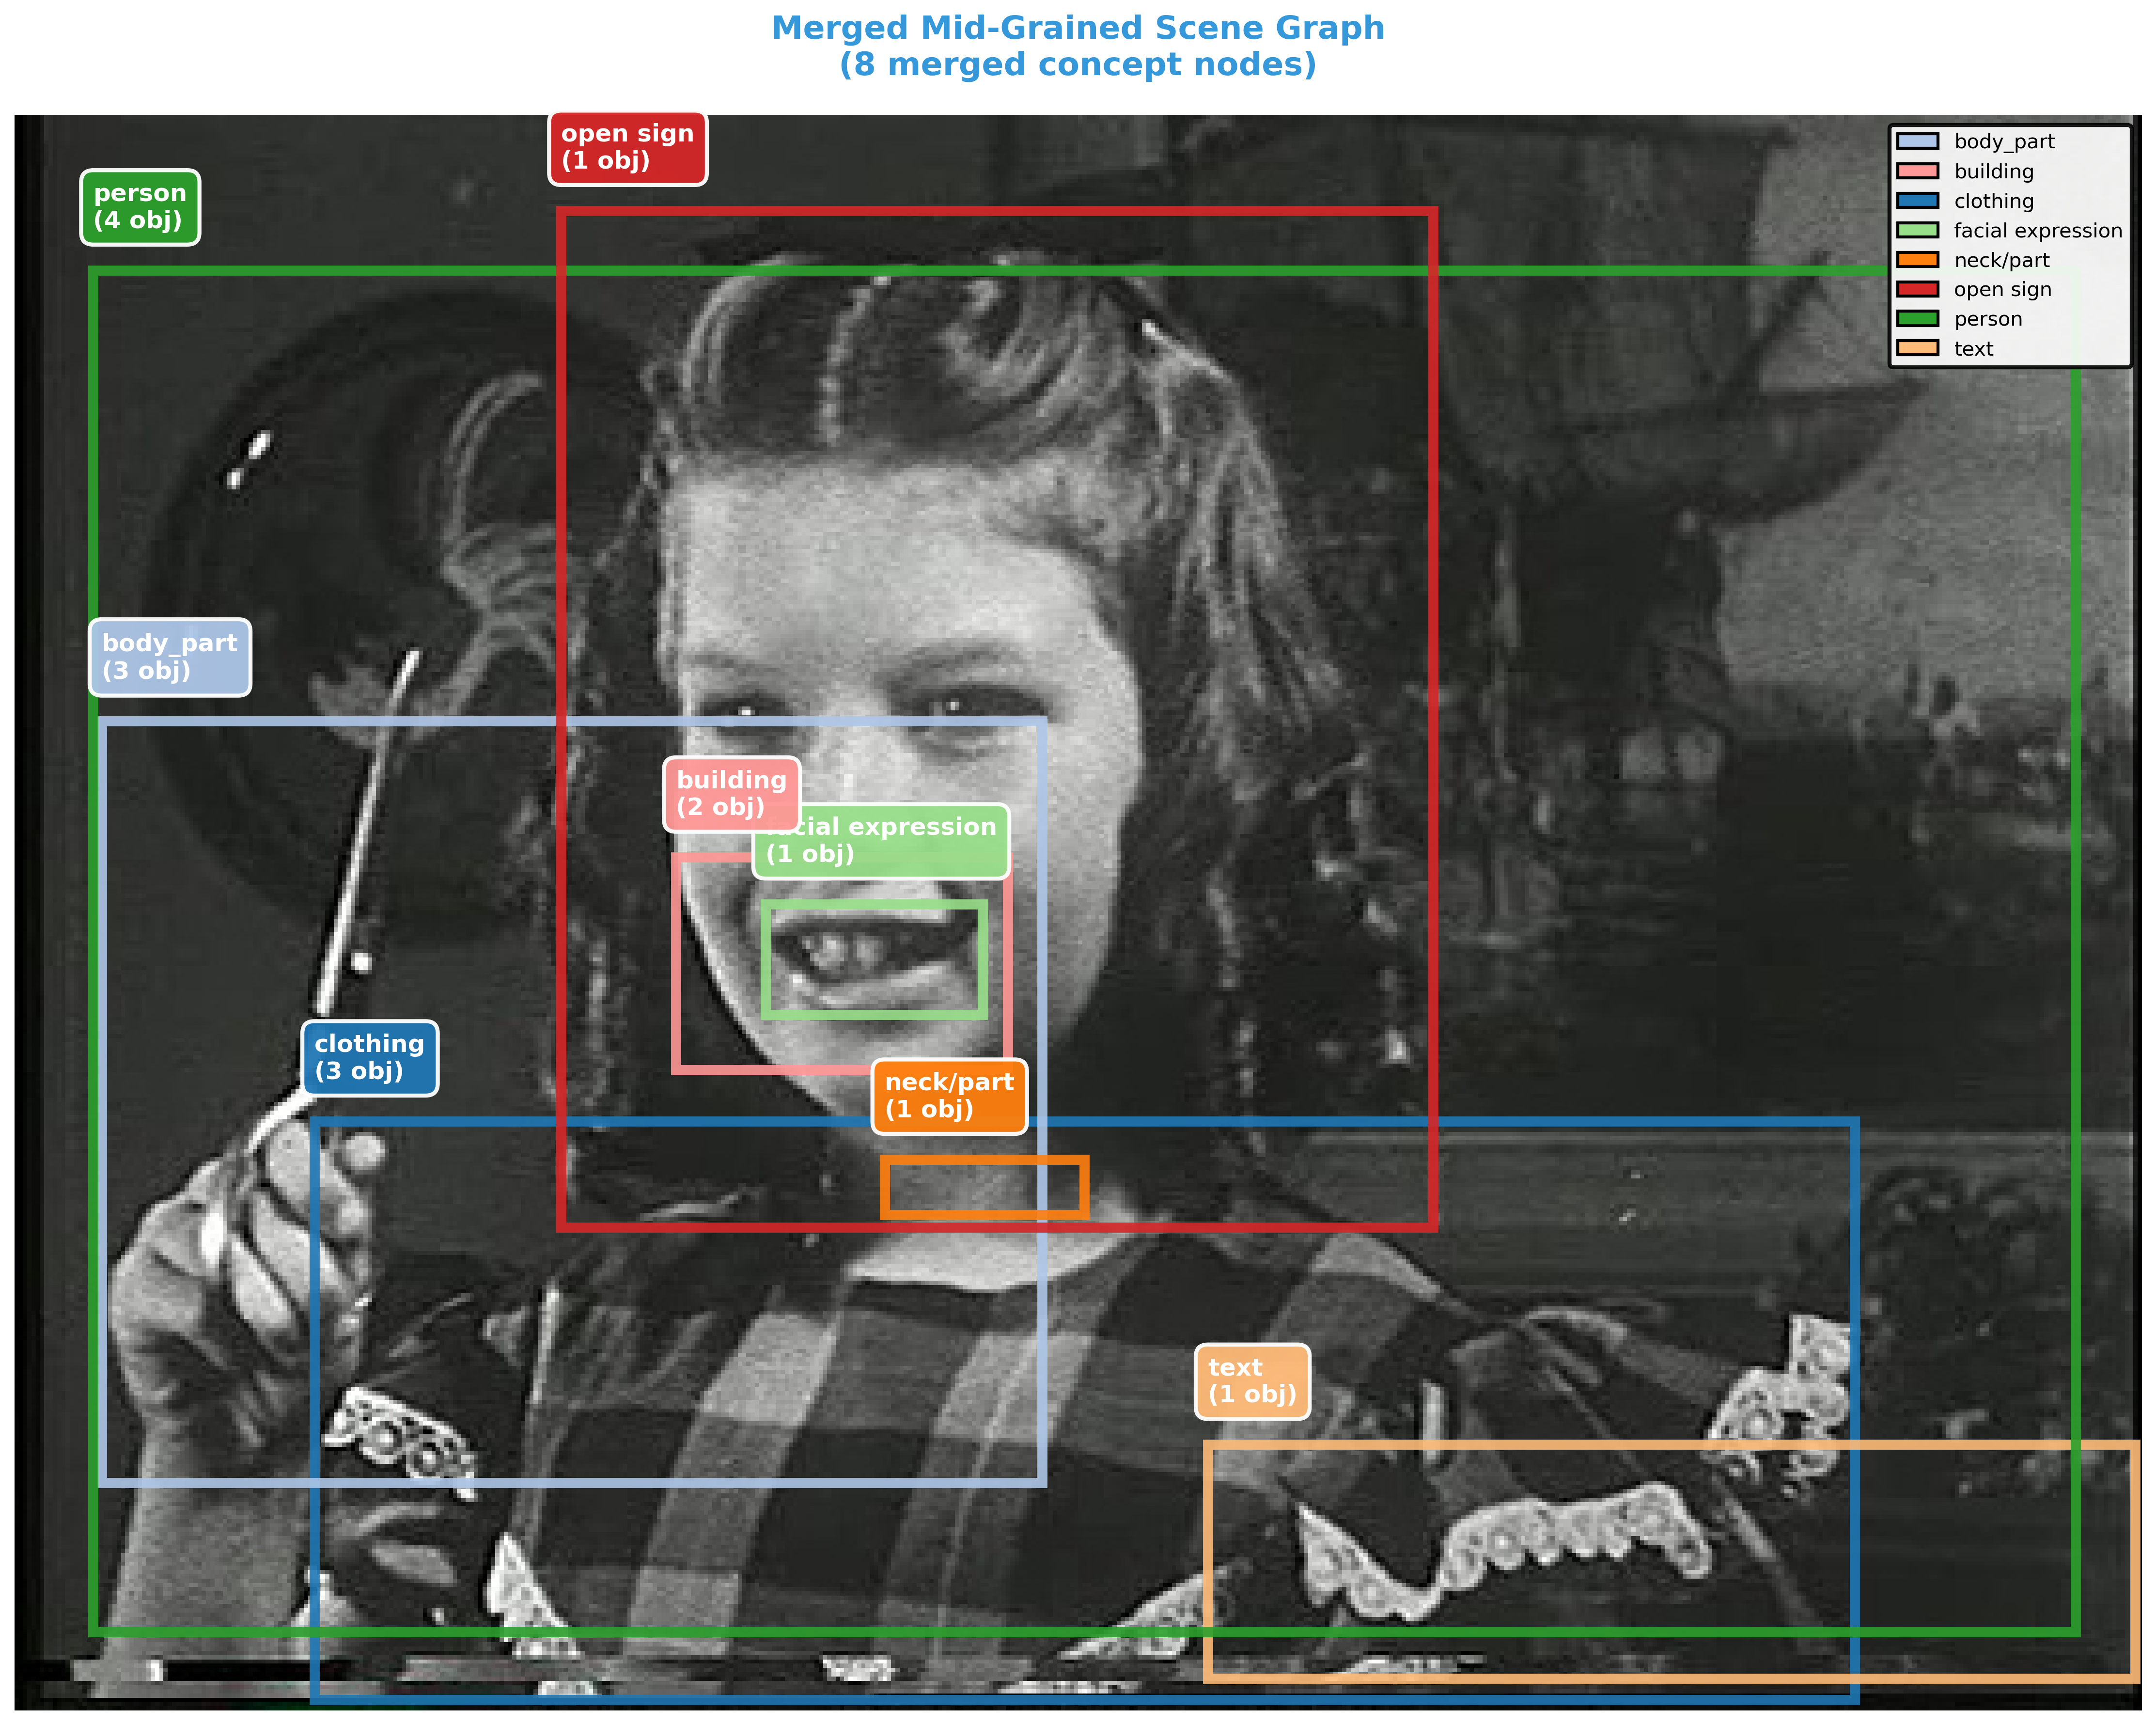 Merged Mid-Grained Scene Graph
(8 merged concept nodes)
open sign
(1 obj)
person
(4 obj)
body_part
building
clothing
facial expression
neck/part
open sign
person
text
body_part
(3 obj)
building
(2 obj)
cial expression
(1 obj)
clothing
(3 obj)
neck/part
(1 obj)
text
(1 obj)